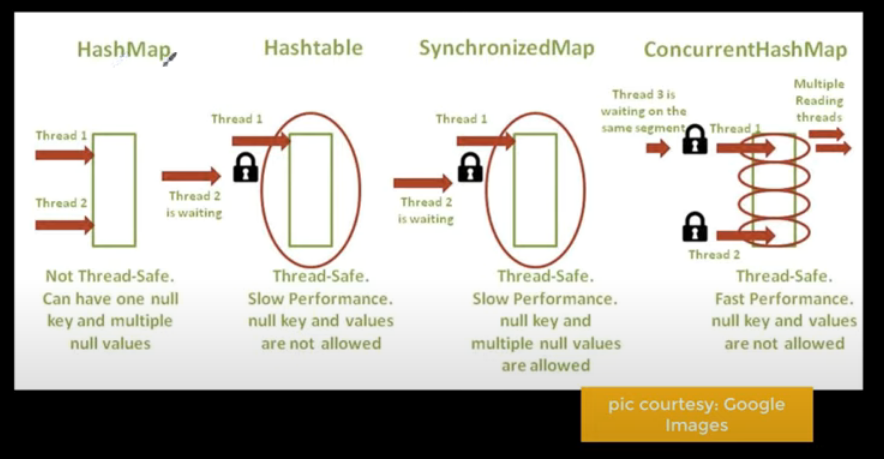 HashMap
Hashtable
SynchronizedMap
ConcurrentHashMap
Thread 1
Thread 2
Not Thread-Safe.
Can have one null
key and multiple
null values
Thread 1
Thread 2
is waiting
Thread-Safe.
Slow Performance.
null key and values
are not allowed
Thread 1
Thread 2
is waiting
Thread-Safe.
Slow Performance.
null key and
multiple null values
are allowed
Thread 3 is
waiting on the
same segment
Thread 1
Multiple
Reading
threads
Thread 2
Thread-Safe.
Fast Performance.
null key and values
are not allowed
pic courtesy: Google
Images